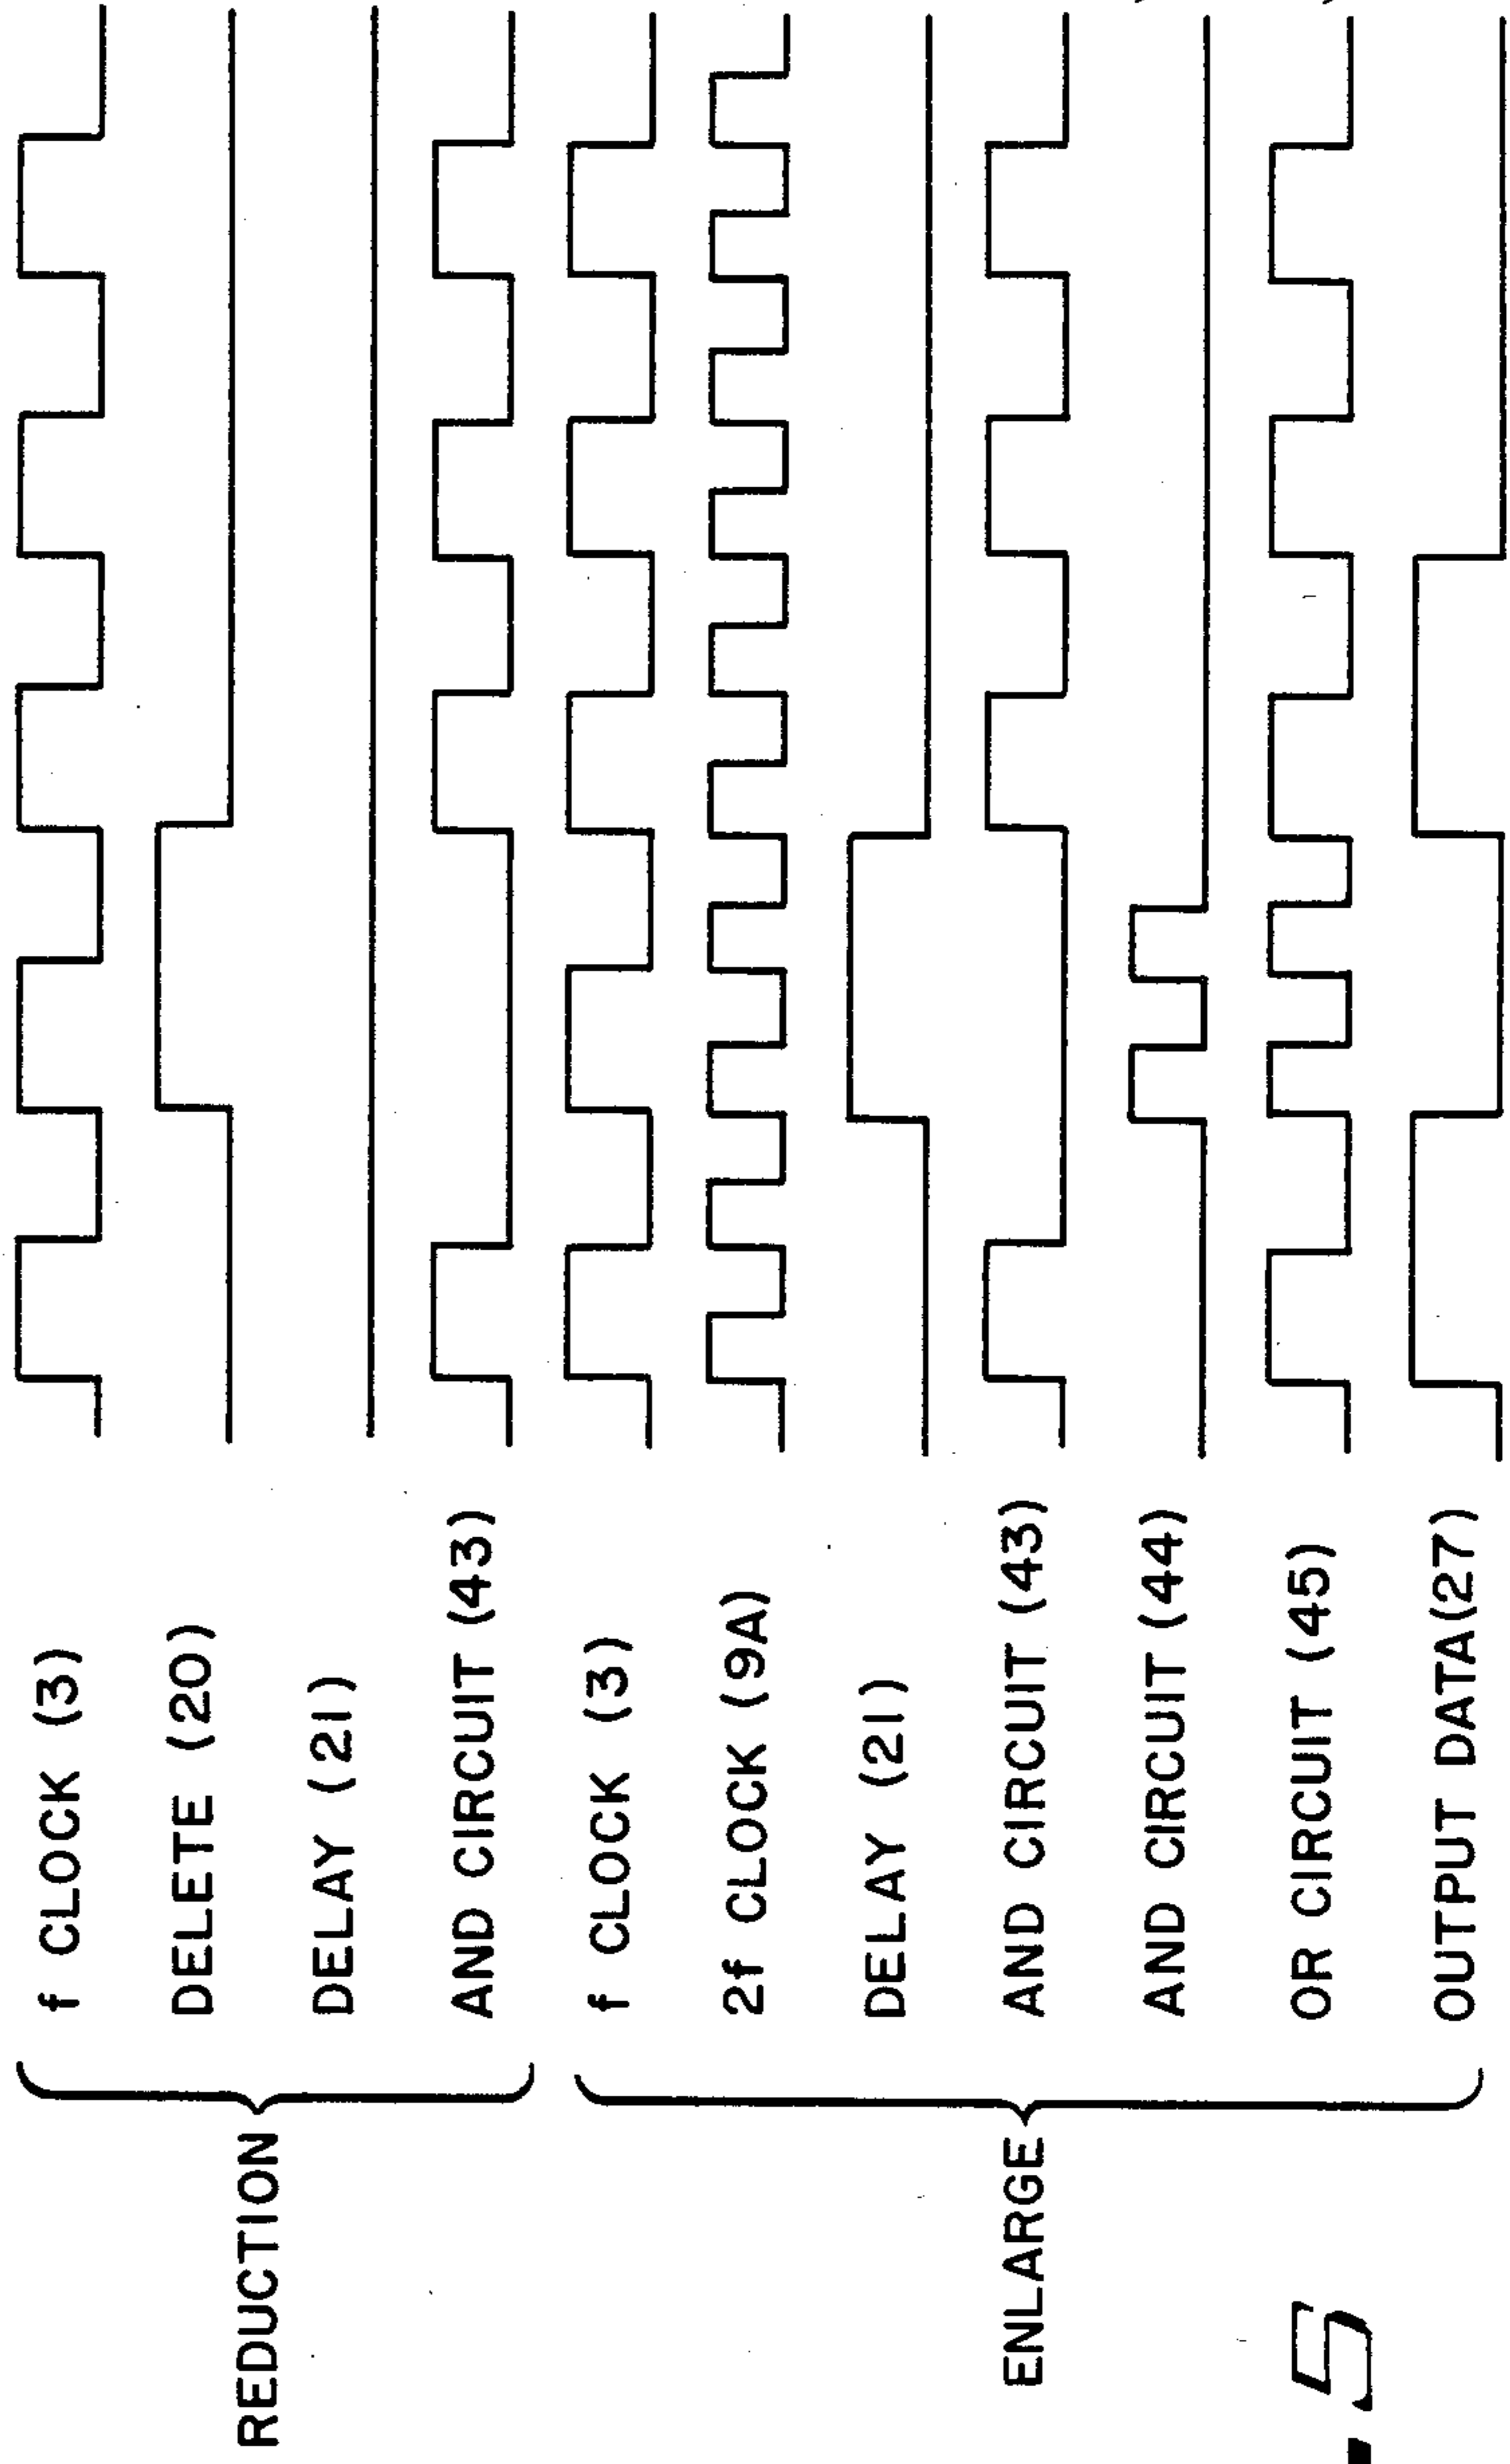 REDUCTION
f CLOCK (3)
DELETE (20)
DELAY (21)
AND CIRCUIT (43)
ENLARGE
f CLOCK (3)
2f CLOCK (9A)
DELAY (21)
AND CIRCUIT (43)
AND CIRCUIT (44)
OR CIRCUIT (45)
OUTPUT DATA (27)
5